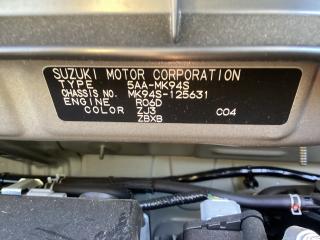 SUZUKI MOTOR CORPORATION
TYPE 5AA-MK94S
CHASSIS NO. MK94S-125631
ENGINE R06D
COLOR ZJ3 C04
ZBXB